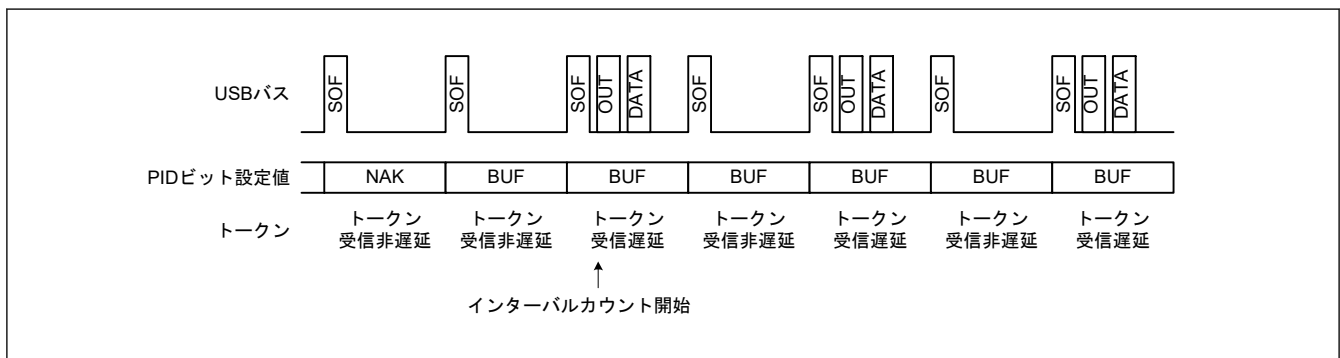 USBバス
SOF SOF SOF OUT DATA SOF SOF OUT DATA SOF SOF OUT DATA
PIDビット設定値 NAK BUF BUF BUF BUF BUF BUF
トークン
トークン 受信非遅延
トークン 受信非遅延
トークン 受信遅延
トークン 受信非遅延
トークン 受信遅延
トークン 受信非遅延
トークン 受信遅延
インターバルカウント開始